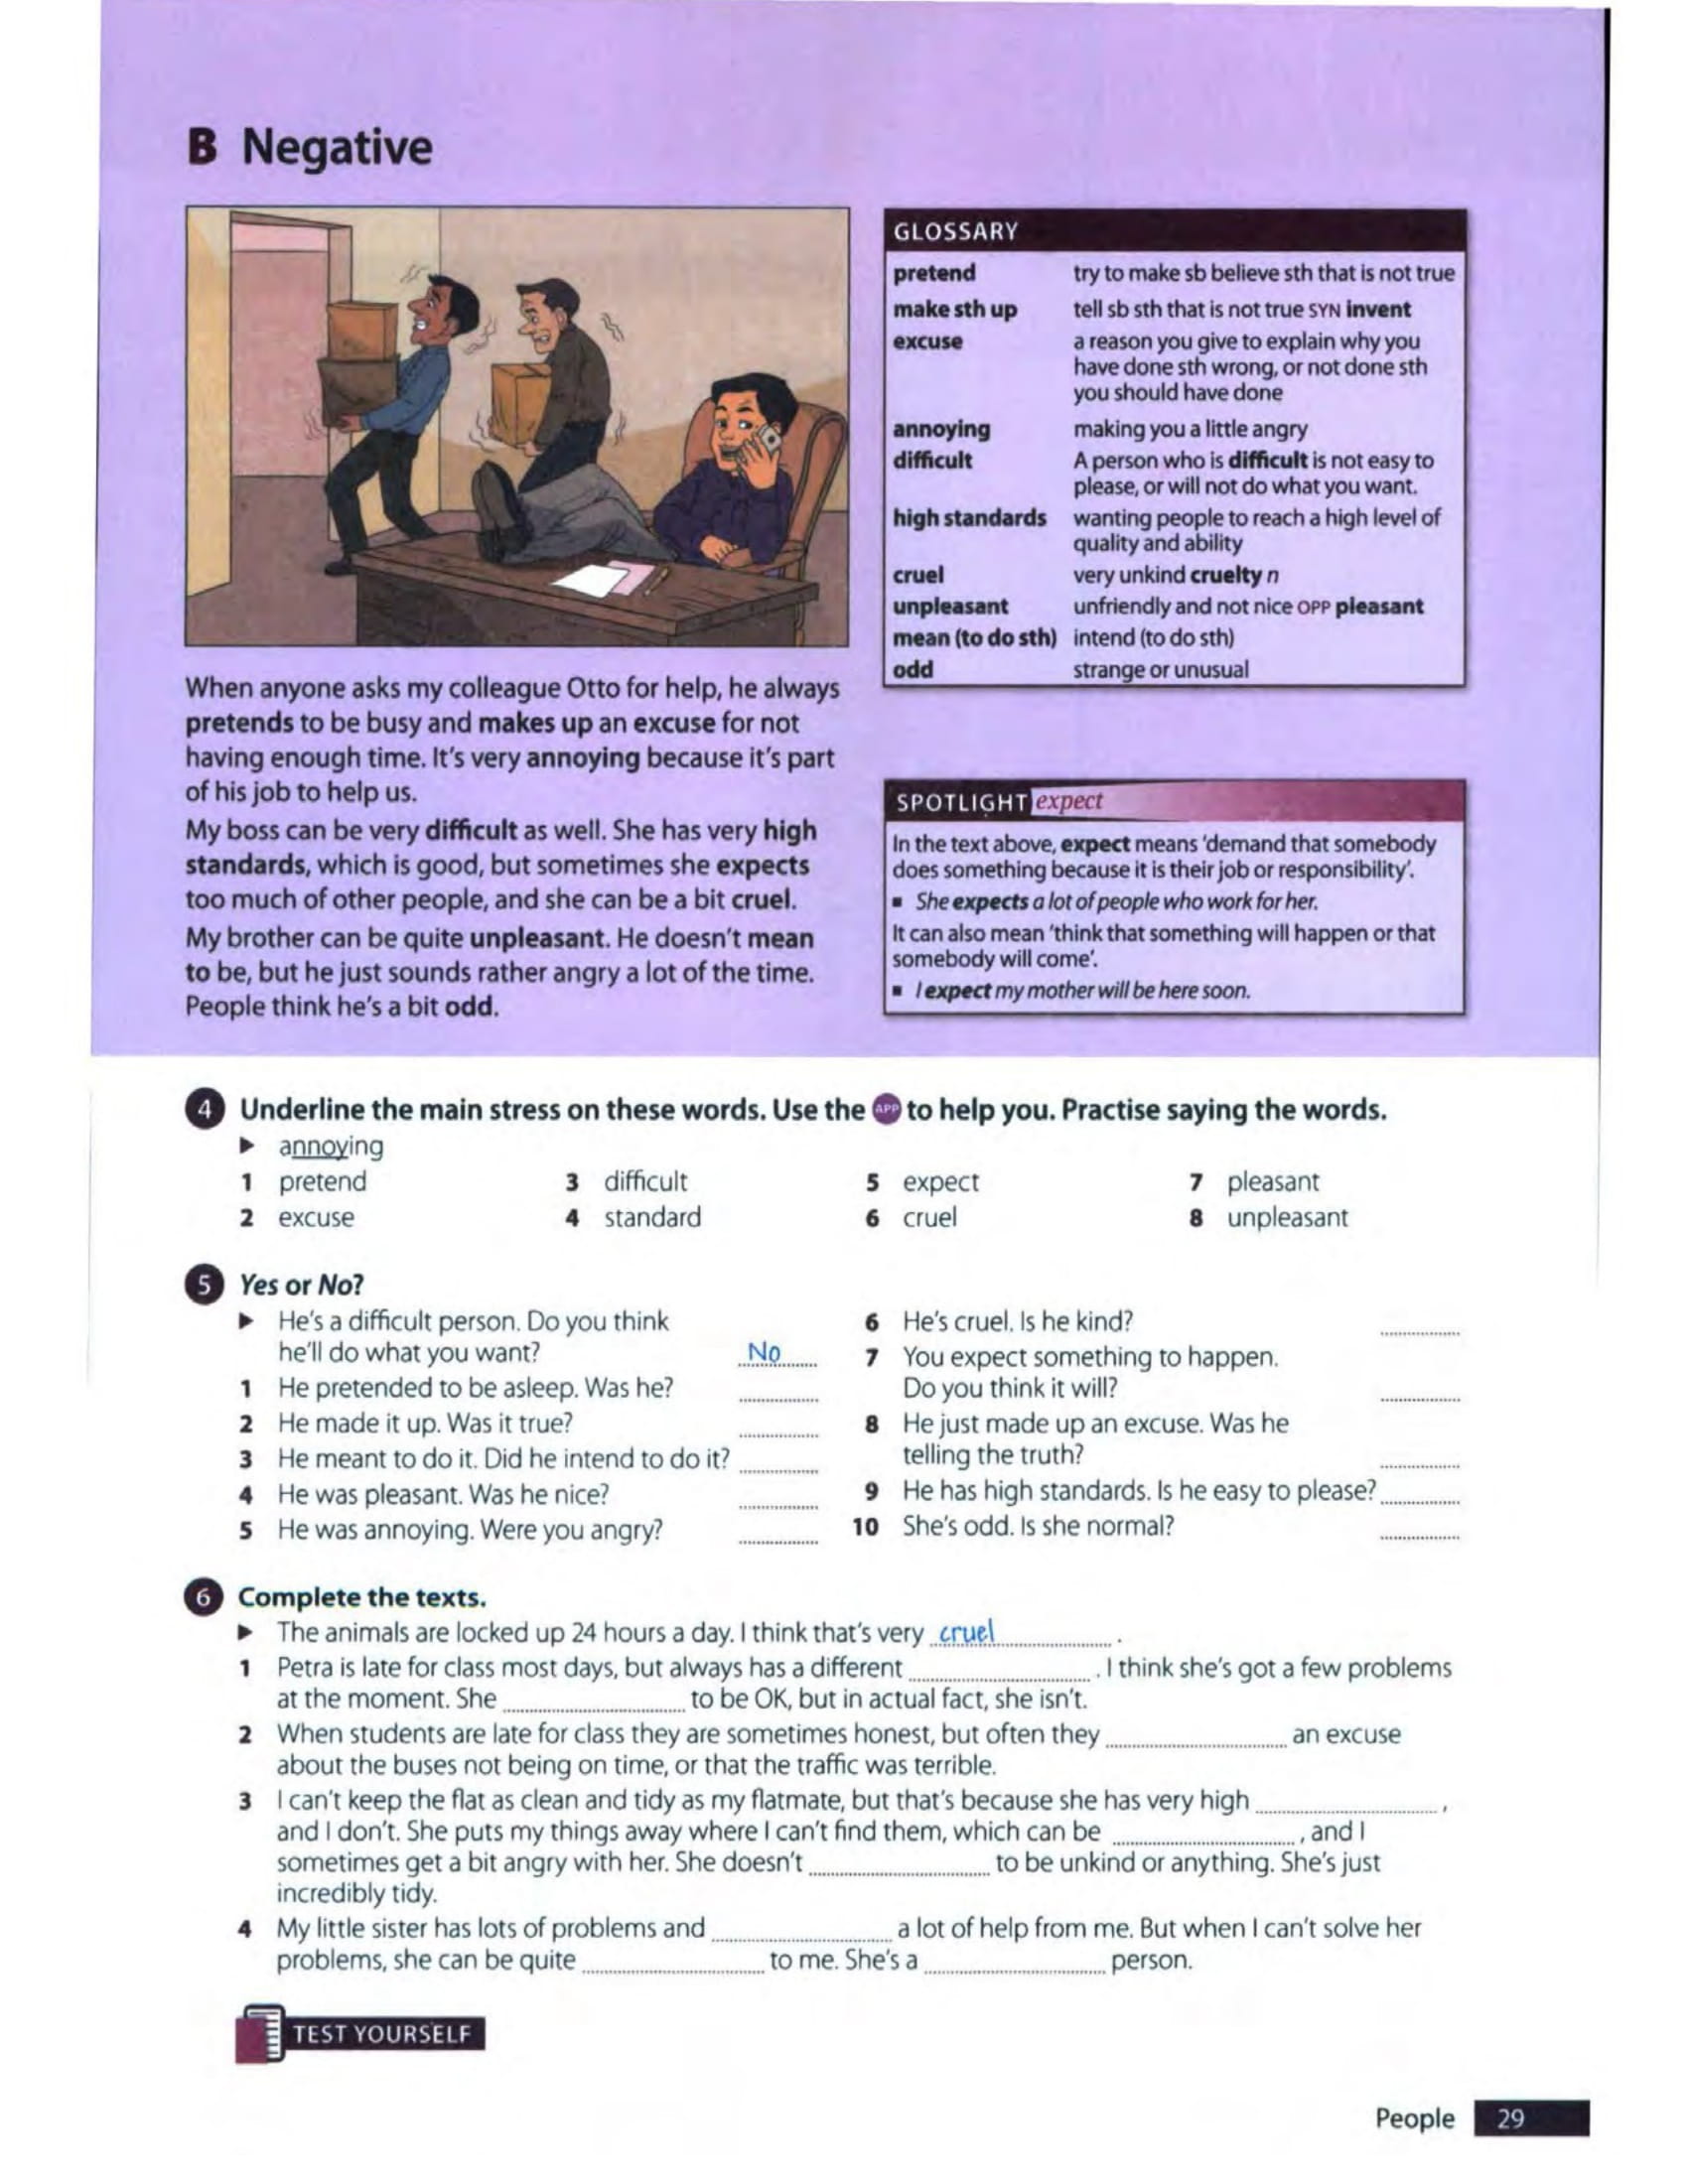 B Negative
When anyone asks my colleague Otto for help, he always
pretends to be busy and makes up an excuse for not
having enough time. It's very annoying because it's part
of his job to help us.
My boss can be very difficult as well. She has very high
standards, which is good, but sometimes she expects
too much of other people, and she can be a bit cruel.
My brother can be quite unpleasant. He doesn't mean
to be, but he just sounds rather angry a lot of the time.
People think he's a bit odd.
GLOSSARY
pretend try to make sb believe sth that is not true
make sth up tell sb sth that is not true SYN invent
excuse a reason you give to explain why you
have done sth wrong, or not done sth
you should have done
annoying making you a little angry
difficult A person who is difficult is not easy to
please, or will not do what you want.
high standards wanting people to reach a high level of
quality and ability
cruel very unkind cruelty n
unpleasant unfriendly and not nice OPP pleasant
mean (to do sth) intend (to do sth)
odd strange or unusual
SPOTLIGHT expect
In the text above, expect means 'demand that somebody
does something because it is their job or responsibility'.
▪ She expects a lot of people who work for her.
It can also mean 'think that something will happen or that
somebody will come'.
▪ I expect my mother will be here soon.
4 Underline the main stress on these words. Use the APP to help you. Practise saying the words.
▶ annoying
1 pretend 3 difficult 5 expect 7 pleasant
2 excuse 4 standard 6 cruel 8 unpleasant
5 Yes or No?
▶ He's a difficult person. Do you think
he'll do what you want? No
1 He pretended to be asleep. Was he?
2 He made it up. Was it true?
3 He meant to do it. Did he intend to do it?
4 He was pleasant. Was he nice?
5 He was annoying. Were you angry?
6 He's cruel. Is he kind?
7 You expect something to happen.
Do you think it will?
8 He just made up an excuse. Was he
telling the truth?
9 He has high standards. Is he easy to please?
10 She's odd. Is she normal?
6 Complete the texts.
▶ The animals are locked up 24 hours a day. I think that's very cruel .
1 Petra is late for class most days, but always has a different ............ . I think she's got a few problems
at the moment. She ............ to be OK, but in actual fact, she isn't.
2 When students are late for class they are sometimes honest, but often they ............ an excuse
about the buses not being on time, or that the traffic was terrible.
3 I can't keep the flat as clean and tidy as my flatmate, but that's because she has very high ............ ,
and I don't. She puts my things away where I can't find them, which can be ............ , and I
sometimes get a bit angry with her. She doesn't ............ to be unkind or anything. She's just
incredibly tidy.
4 My little sister has lots of problems and ............ a lot of help from me. But when I can't solve her
problems, she can be quite ............ to me. She's a ............ person.
TEST YOURSELF
People 29